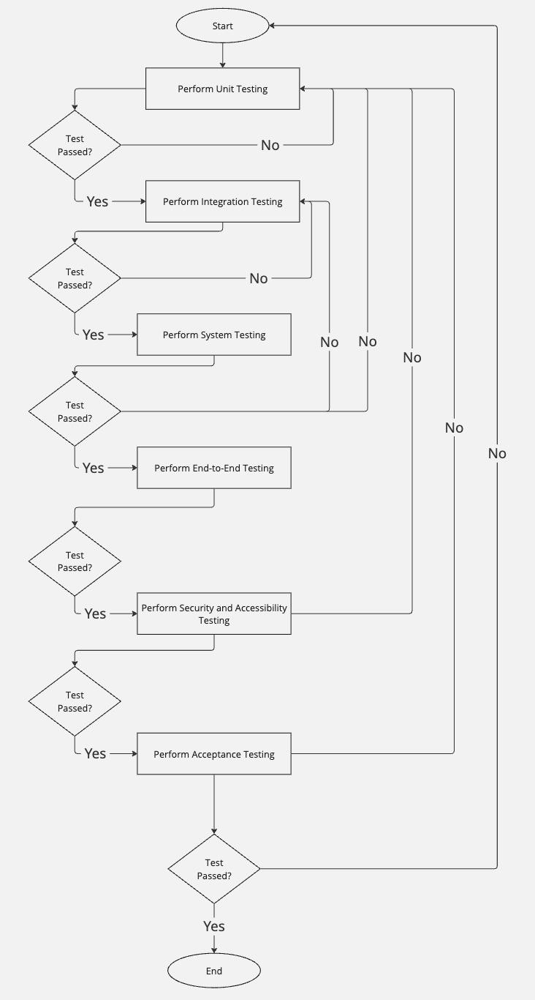 Start
Perform Unit Testing
Test
Passed?
No
Yes
Perform Integration Testing
Test
Passed?
No
Yes
Perform System Testing
No
No
No
Test
Passed?
No
Yes
Perform End-to-End Testing
No
Test
Passed?
Yes
Perform Security and Accessibility
Testing
Test
Passed?
Yes
Perform Acceptance Testing
Test
Passed?
Yes
End